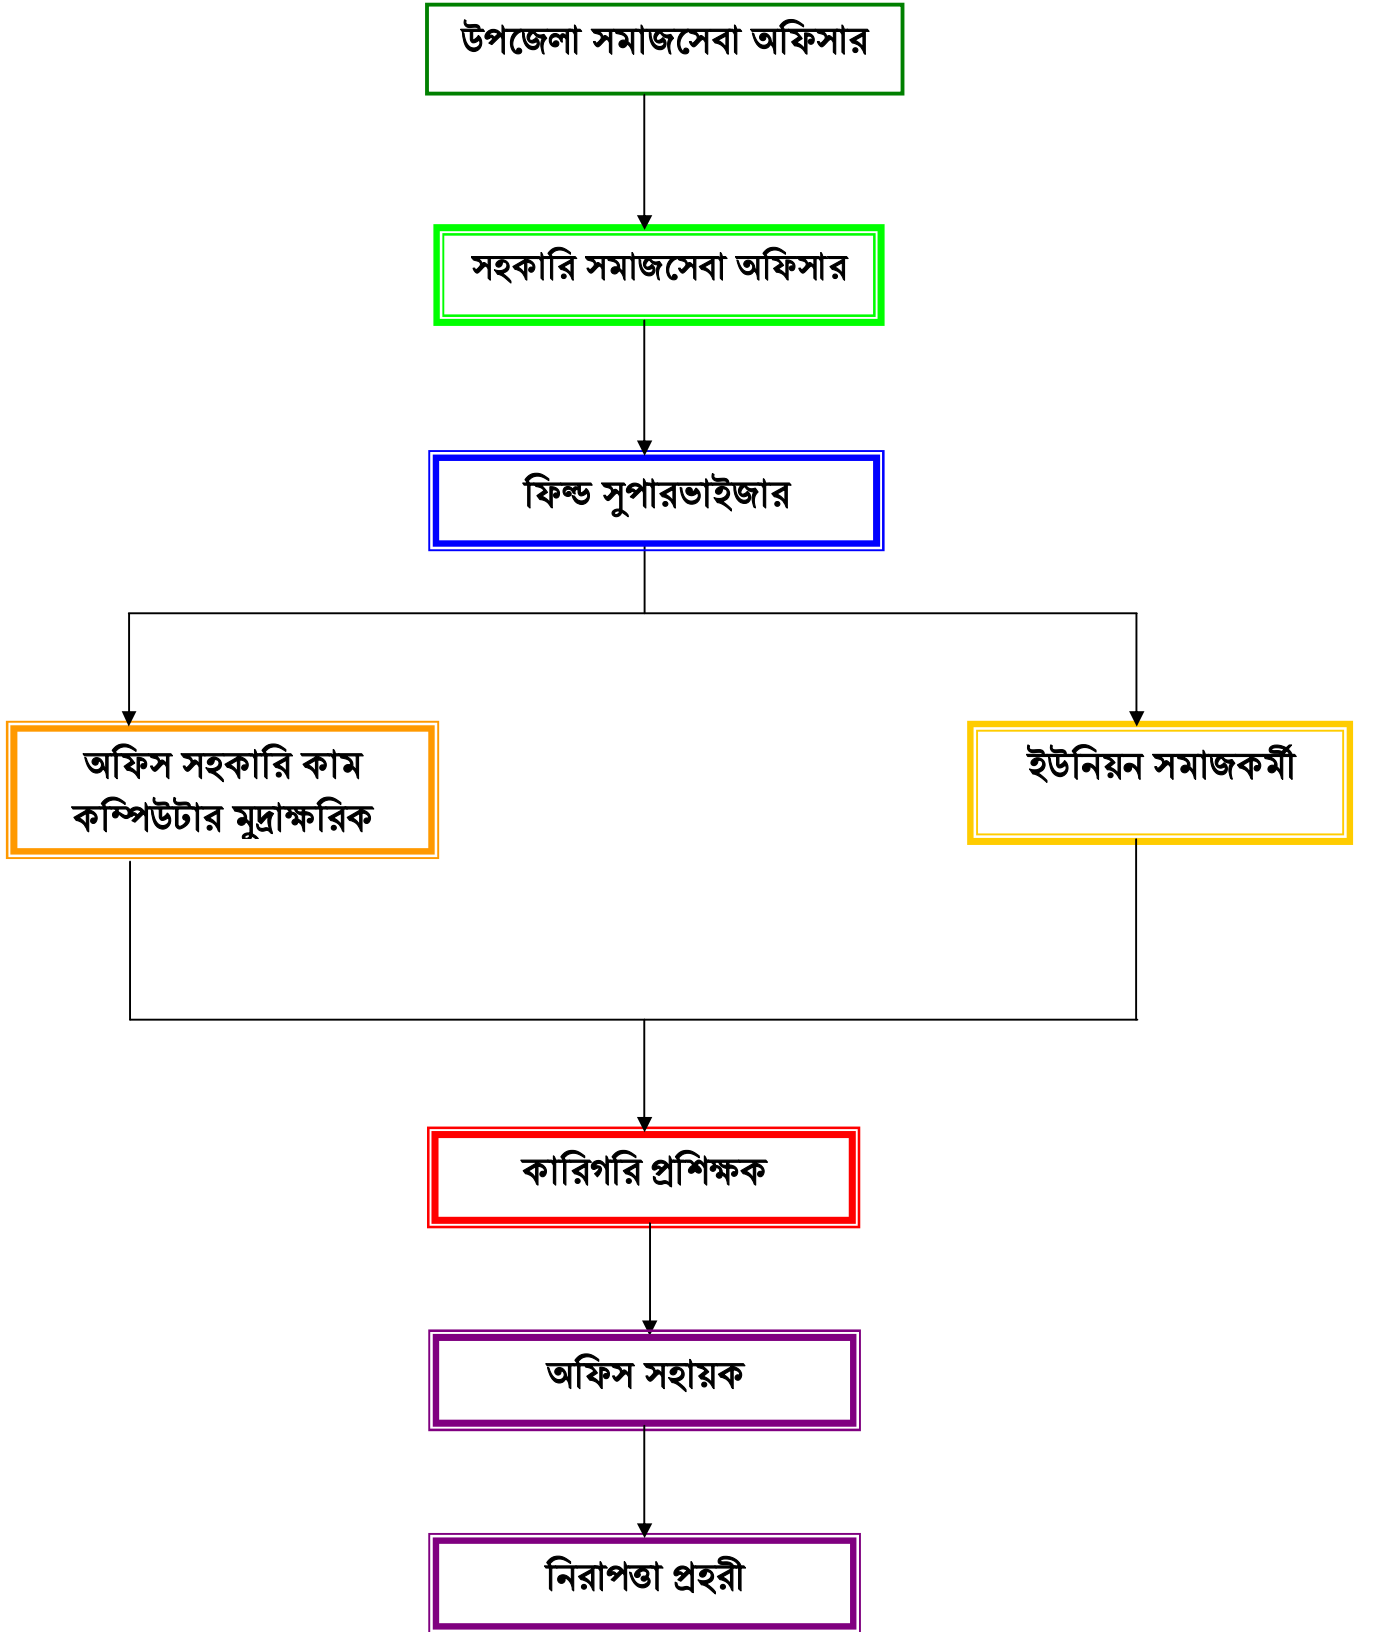 উপজেলা সমাজসেবা অফিসার
সহকারি সমাজসেবা অফিসার
ফিল্ড সুপারভাইজার
অফিস সহকারি কাম
কম্পিউটার মুদ্রাক্ষরিক
ইউনিয়ন সমাজকর্মী
কারিগরি প্রশিক্ষক
অফিস সহায়ক
নিরাপত্তা প্রহরী